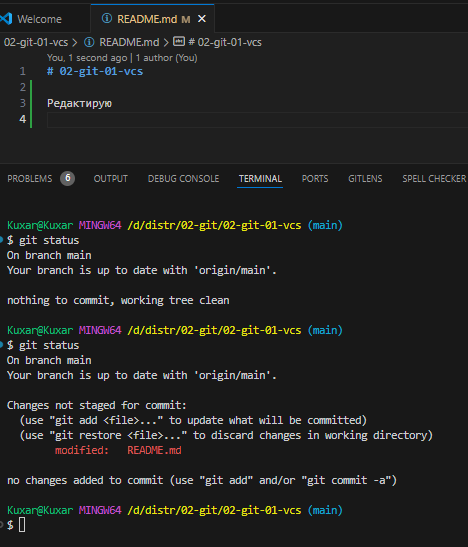 Welcome
README.md M
02-git-01-vcs > README.md > # 02-git-01-vcs
You, 1 second ago | 1 author (You)
1 # 02-git-01-vcs
2
3 Редактирую
4
PROBLEMS 6 OUTPUT DEBUG CONSOLE TERMINAL PORTS GITLENS SPELL CHECKER
Kuxar@Kuxar MINGW64 /d/distr/02-git/02-git-01-vcs (main)
$ git status
On branch main
Your branch is up to date with 'origin/main'.
nothing to commit, working tree clean
Kuxar@Kuxar MINGW64 /d/distr/02-git/02-git-01-vcs (main)
$ git status
On branch main
Your branch is up to date with 'origin/main'.
Changes not staged for commit:
(use "git add <file>..." to update what will be committed)
(use "git restore <file>..." to discard changes in working directory)
modified: README.md
no changes added to commit (use "git add" and/or "git commit -a")
Kuxar@Kuxar MINGW64 /d/distr/02-git/02-git-01-vcs (main)
$